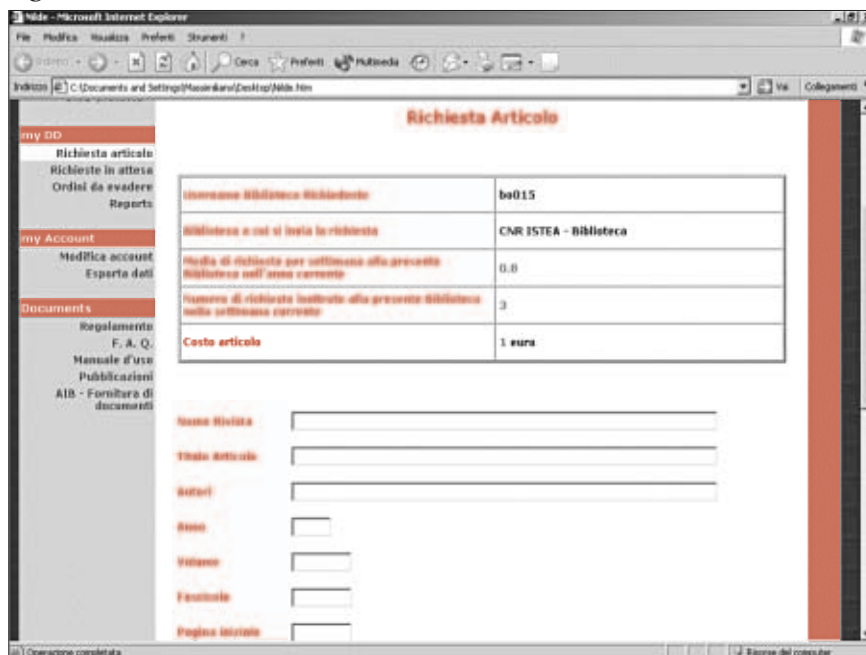 Nilde - Microsoft Internet Explorer
File Modifica Visualizza Preferiti Strumenti ?
Indietro Cerca Preferiti Multimedia
Indirizzo C:\Documents and Settings\Massimiliano\Desktop\Nilde.htm Vai Collegamenti
Richiesta Articolo
my DD
Richiesta articolo
Richieste in attesa
Ordini da evadere
Reports
my Account
Modifica account
Esporta dati
Documents
Regolamento
F. A. Q.
Manuale d'uso
Pubblicazioni
AIB - Fornitura di
documenti
Username Biblioteca Richiedente bo015
Biblioteca a cui si invia la richiesta CNR ISTEA - Biblioteca
Media di richieste per settimana alla presente
Biblioteca nell'anno corrente 0.8
Numero di richieste inoltrate alla presente Biblioteca
nella settimana corrente 3
Costo articolo 1 euro
Nome Rivista
Titolo Articolo
Autori
Anno
Volume
Fascicolo
Pagina iniziale
Operazione completata Risorse del computer